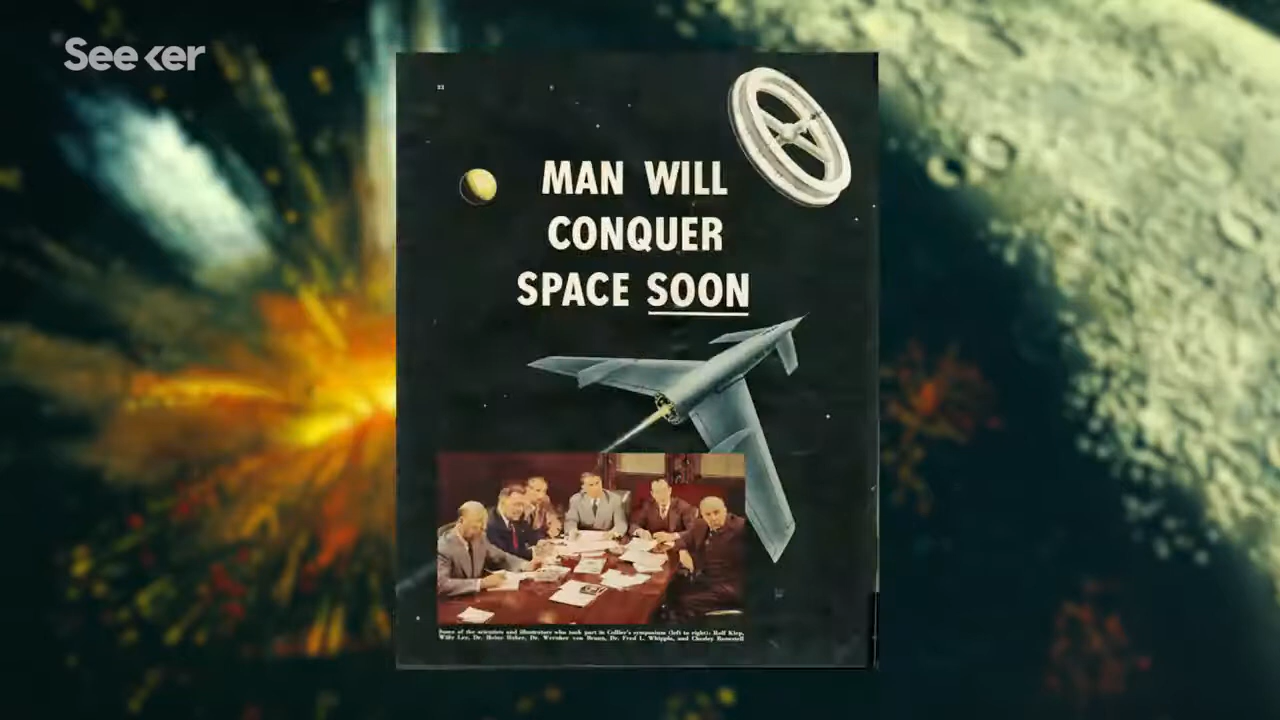 Seeker
MAN WILL
CONQUER
SPACE SOON
Some of the scientists and illustrators who took part in Collier's symposium (left to right): Rolf Klep,
Willy Ley, Dr. Heinz Haber, Dr. Wernher von Braun, Dr. Fred L. Whipple, and Chesley Bonestell